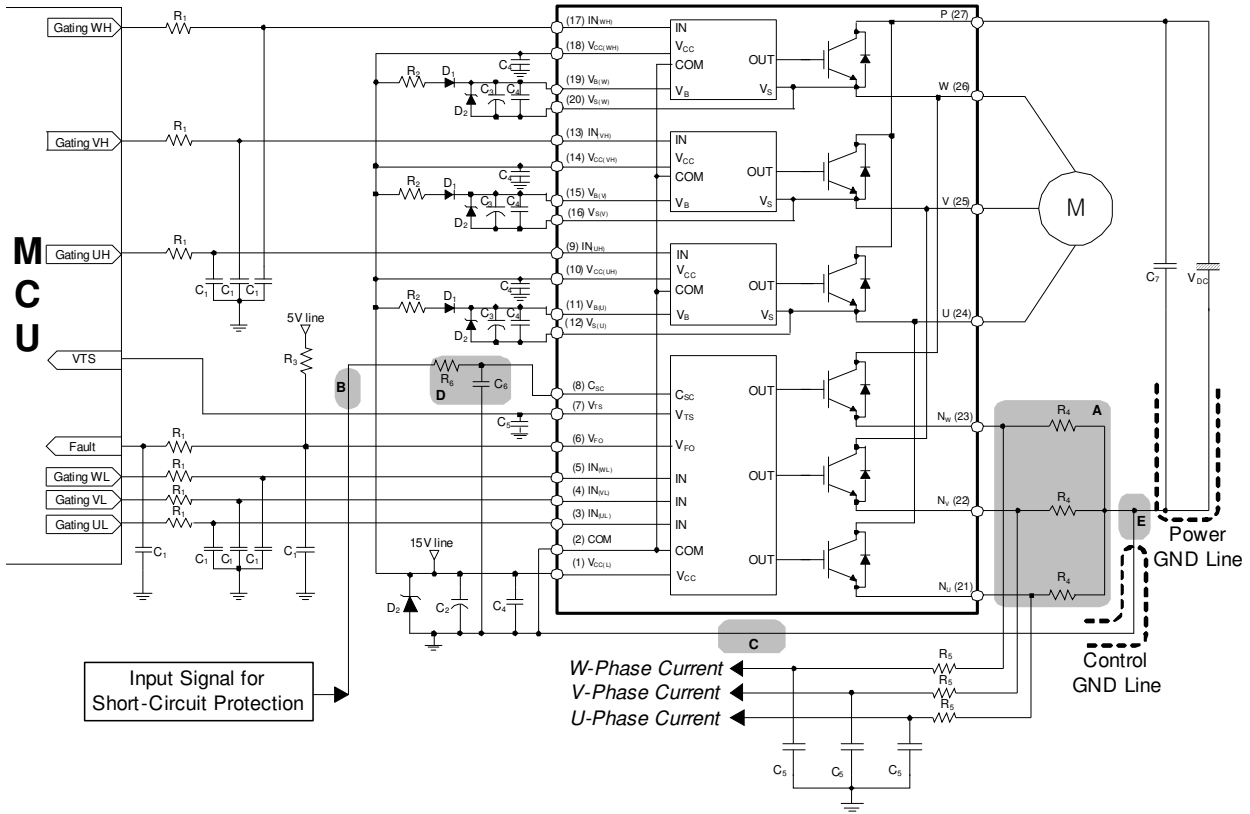 Gating WH
R1
(17) IN(WH)
IN
P (27)
(18) VCC(WH)
VCC
C4
COM
OUT
R2
D1
(19) VB(W)
C3
C4
VB
VS
W (26)
D2
(20) VS(W)
Gating VH
R1
(13) IN(VH)
IN
(14) VCC(VH)
VCC
C4
COM
OUT
R2
D1
(15) VB(V)
C3
C4
VB
VS
V (25)
M
D2
(16) VS(V)
Gating UH
R1
(9) IN(UH)
IN
(10) VCC(UH)
VCC
C4
COM
OUT
C7
VDC
C1
C1
C1
R2
D1
(11) VB(U)
C3
C4
VB
VS
U (24)
D2
(12) VS(U)
MCU
5V line
R3
VTS
B
R6
C6
D
(8) CSC
CSC
OUT
(7) VTS
VTS
C5
NW (23)
R4
A
Fault
R1
(6) VFO
VFO
Gating WL
R1
(5) IN(WL)
IN
OUT
Gating VL
R1
(4) IN(VL)
IN
NV (22)
R4
E
Gating UL
R1
(3) IN(UL)
IN
Power
GND Line
C1
C1
C1
C1
C1
15V line
(2) COM
COM
OUT
(1) VCC(L)
VCC
R4
NU (21)
D2
C2
C4
C
Control
GND Line
Input Signal for
Short-Circuit Protection
W-Phase Current
R5
V-Phase Current
R5
U-Phase Current
R5
C5
C5
C5